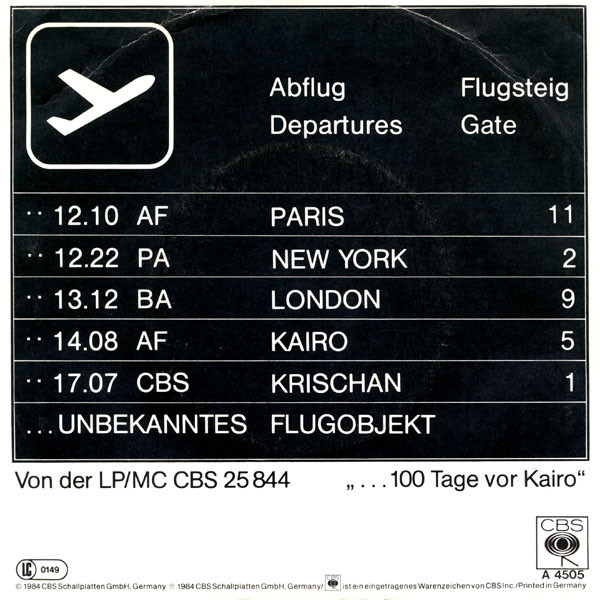 Abflug Flugsteig
Departures Gate
·· 12.10 AF PARIS 11
·· 12.22 PA NEW YORK 2
·· 13.12 BA LONDON 9
·· 14.08 AF KAIRO 5
·· 17.07 CBS KRISCHAN 1
...UNBEKANNTES FLUGOBJEKT
Von der LP/MC CBS 25 844 „...100 Tage vor Kairo“
CBS
A 4505
LC 0149
© 1984 CBS Schallplatten GmbH, Germany ℗ 1984 CBS Schallplatten GmbH, Germany/ CBS ist ein eingetragenes Warenzeichen von CBS Inc./Printed in Germany